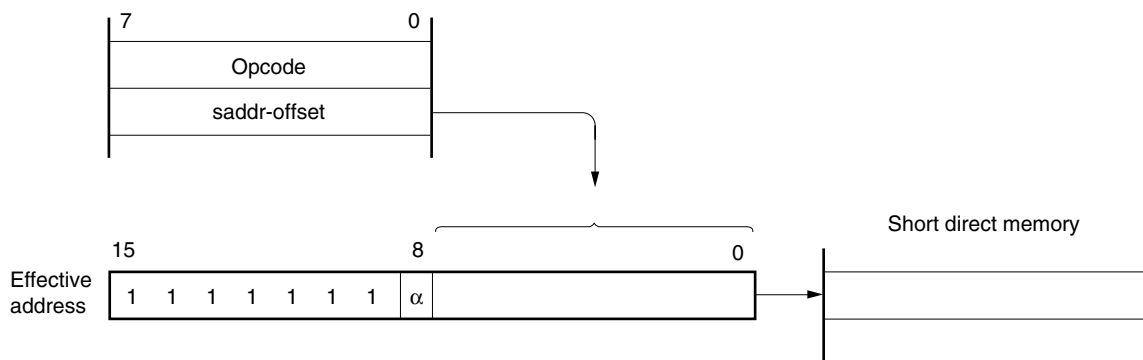 7 0
Opcode
saddr-offset
Short direct memory
15 8 0
Effective
address
1 1 1 1 1 1 1 α